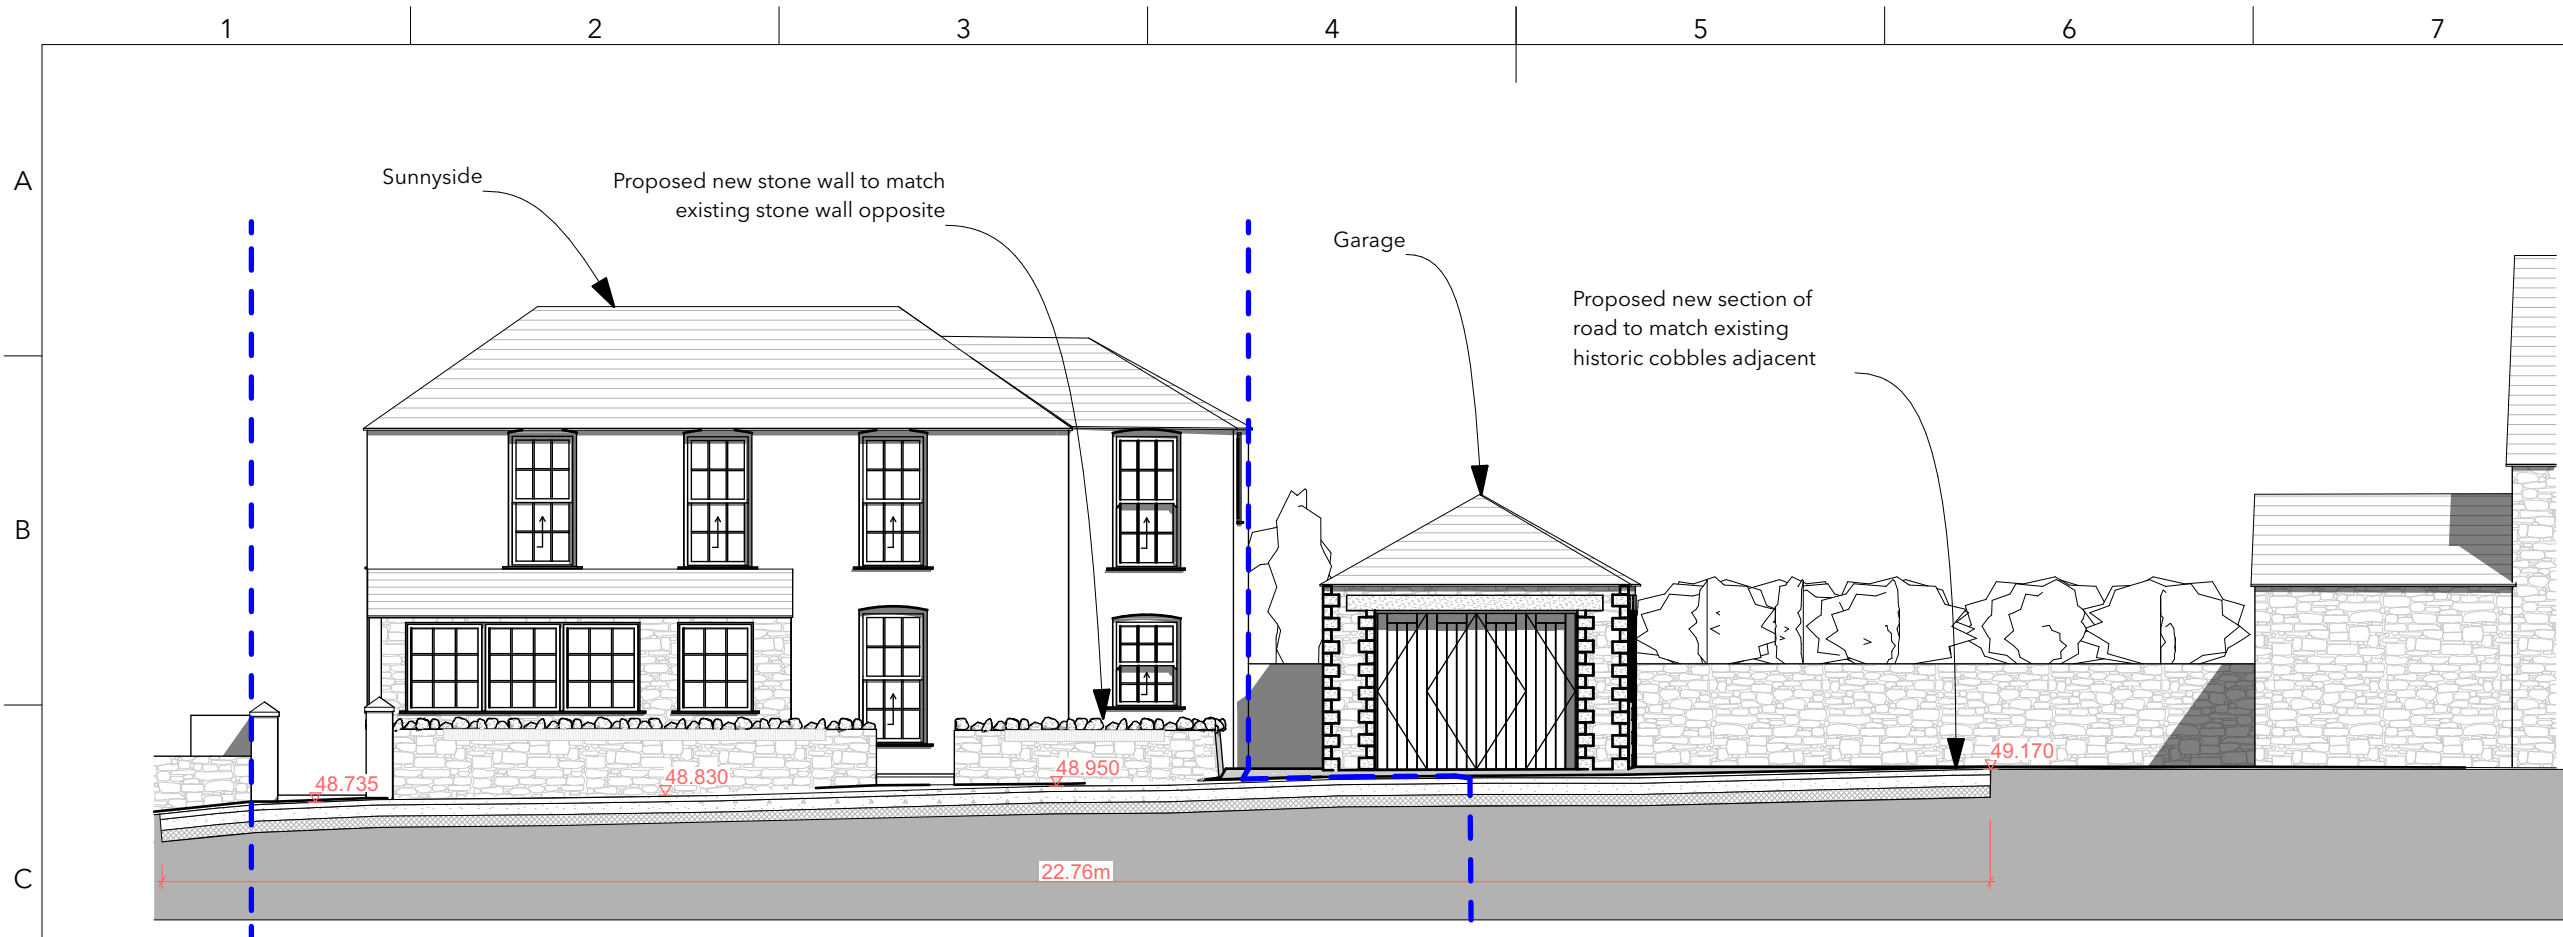 1 2 3 4 5 6 7
A
Sunnyside
Proposed new stone wall to match
existing stone wall opposite
Garage
Proposed new section of
road to match existing
historic cobbles adjacent
B
48.735
48.830
48.950
49.170
C
22.76m